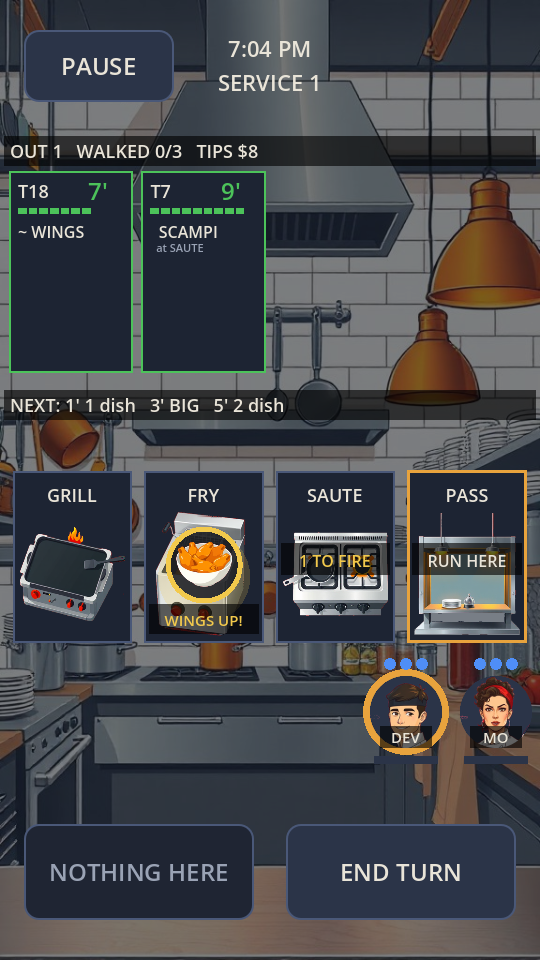 PAUSE
7:04 PM
SERVICE 1
OUT 1 WALKED 0/3 TIPS $8
T18 7'
~ WINGS
T7 9'
SCAMPI
at SAUTE
NEXT: 1' 1 dish 3' BIG 5' 2 dish
GRILL
FRY
WINGS UP!
SAUTE
1 TO FIRE
PASS
RUN HERE
DEV
MO
NOTHING HERE
END TURN